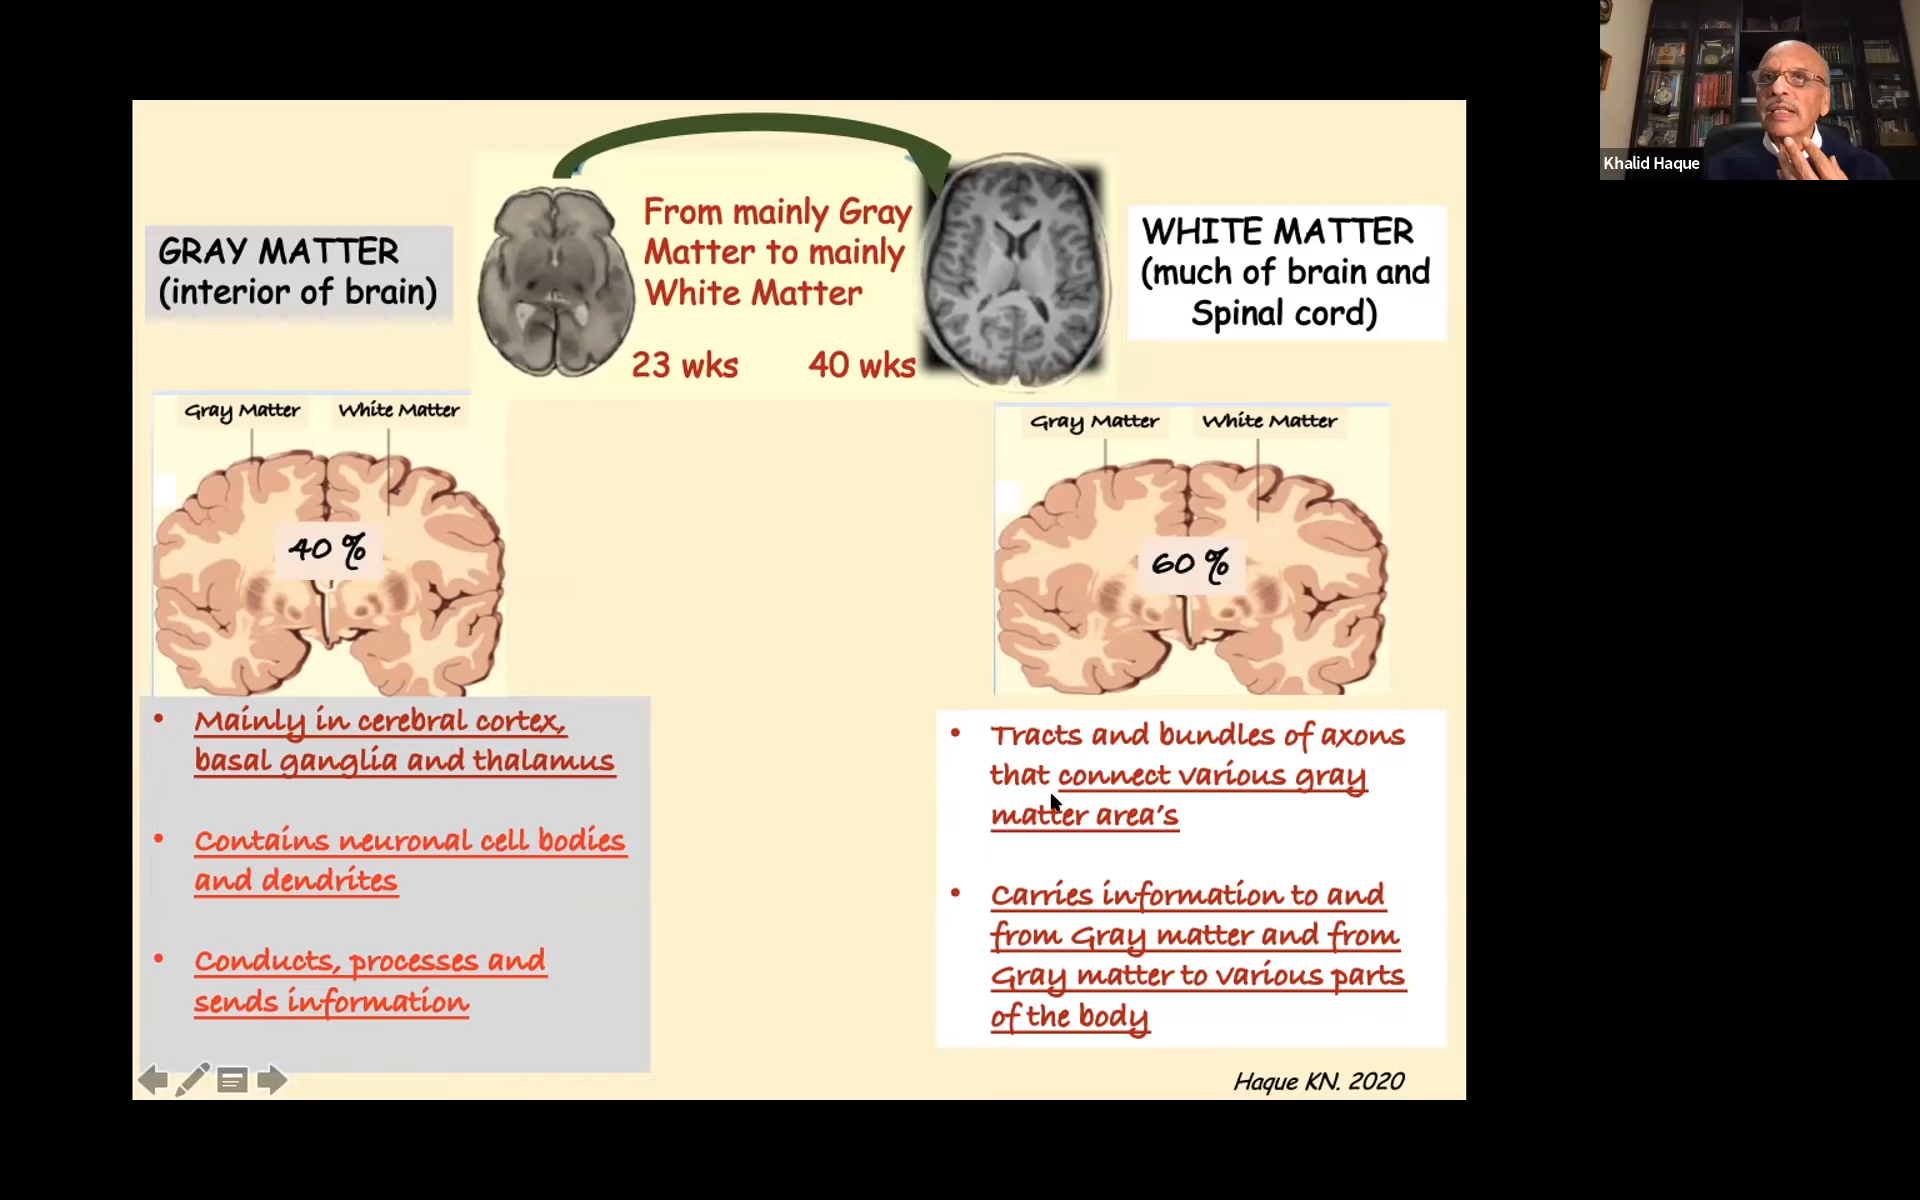 Khalid Haque
GRAY MATTER
(interior of brain)
From mainly Gray
Matter to mainly
White Matter
23 wks
40 wks
WHITE MATTER
(much of brain and
Spinal cord)
Gray Matter
White Matter
40 %
Gray Matter
White Matter
60 %
• Mainly in cerebral cortex,
basal ganglia and thalamus
• Contains neuronal cell bodies
and dendrites
• Conducts, processes and
sends information
• Tracts and bundles of axons
that connect various gray
matter area's
• Carries information to and
from Gray matter and from
Gray matter to various parts
of the body
Haque KN. 2020